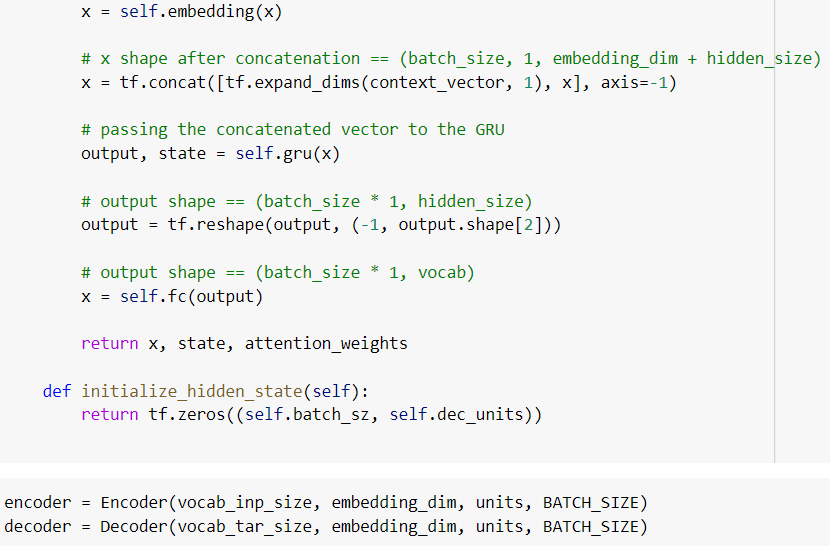 x = self.embedding(x)
# x shape after concatenation == (batch_size, 1, embedding_dim + hidden_size)
x = tf.concat([tf.expand_dims(context_vector, 1), x], axis=-1)
# passing the concatenated vector to the GRU
output, state = self.gru(x)
# output shape == (batch_size * 1, hidden_size)
output = tf.reshape(output, (-1, output.shape[2]))
# output shape == (batch_size * 1, vocab)
x = self.fc(output)
return x, state, attention_weights
def initialize_hidden_state(self):
return tf.zeros((self.batch_sz, self.dec_units))
encoder = Encoder(vocab_inp_size, embedding_dim, units, BATCH_SIZE)
decoder = Decoder(vocab_tar_size, embedding_dim, units, BATCH_SIZE)